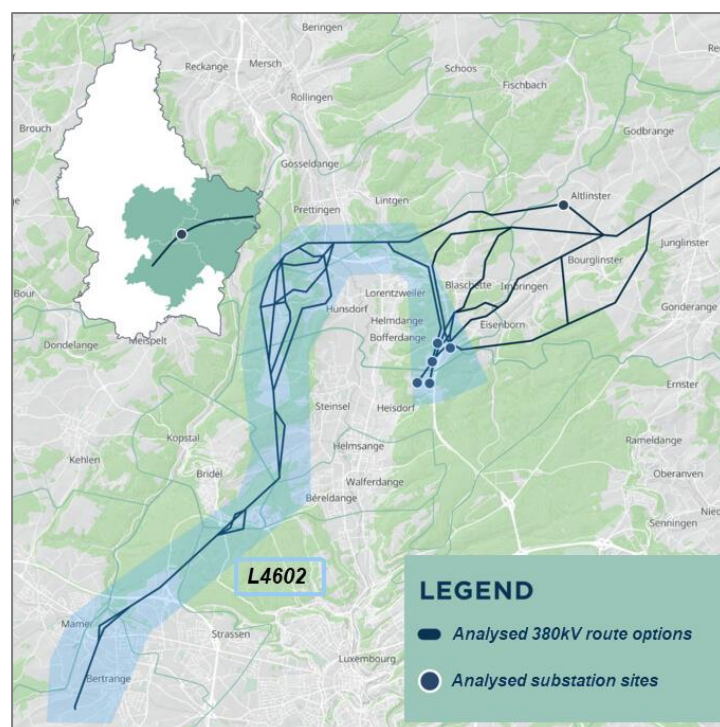 Beringen
Reckange
Mersch
Schoos
Fischbach
Rollingen
Brouch
Godbrange
Gosseldange
Altlinster
Prettingen
Lintgen
Junglinster
Bourglinster
Blaschette
Imbringen
Bour
Lorentzweiler
Hunsdorf
Gonderange
Helmdange
Eisenborn
Dondelange
Meispelt
Bofferdange
Ernster
Steinsel
Heisdorf
Kopstal
Rameldange
Helmsange
Kehlen
Bridel
Walferdange
Oberanven
Béreldange
Senningen
L4602
LEGEND
Mamer
Strassen
Analysed 380kV route options
Luxembourg
Bertrange
Analysed substation sites